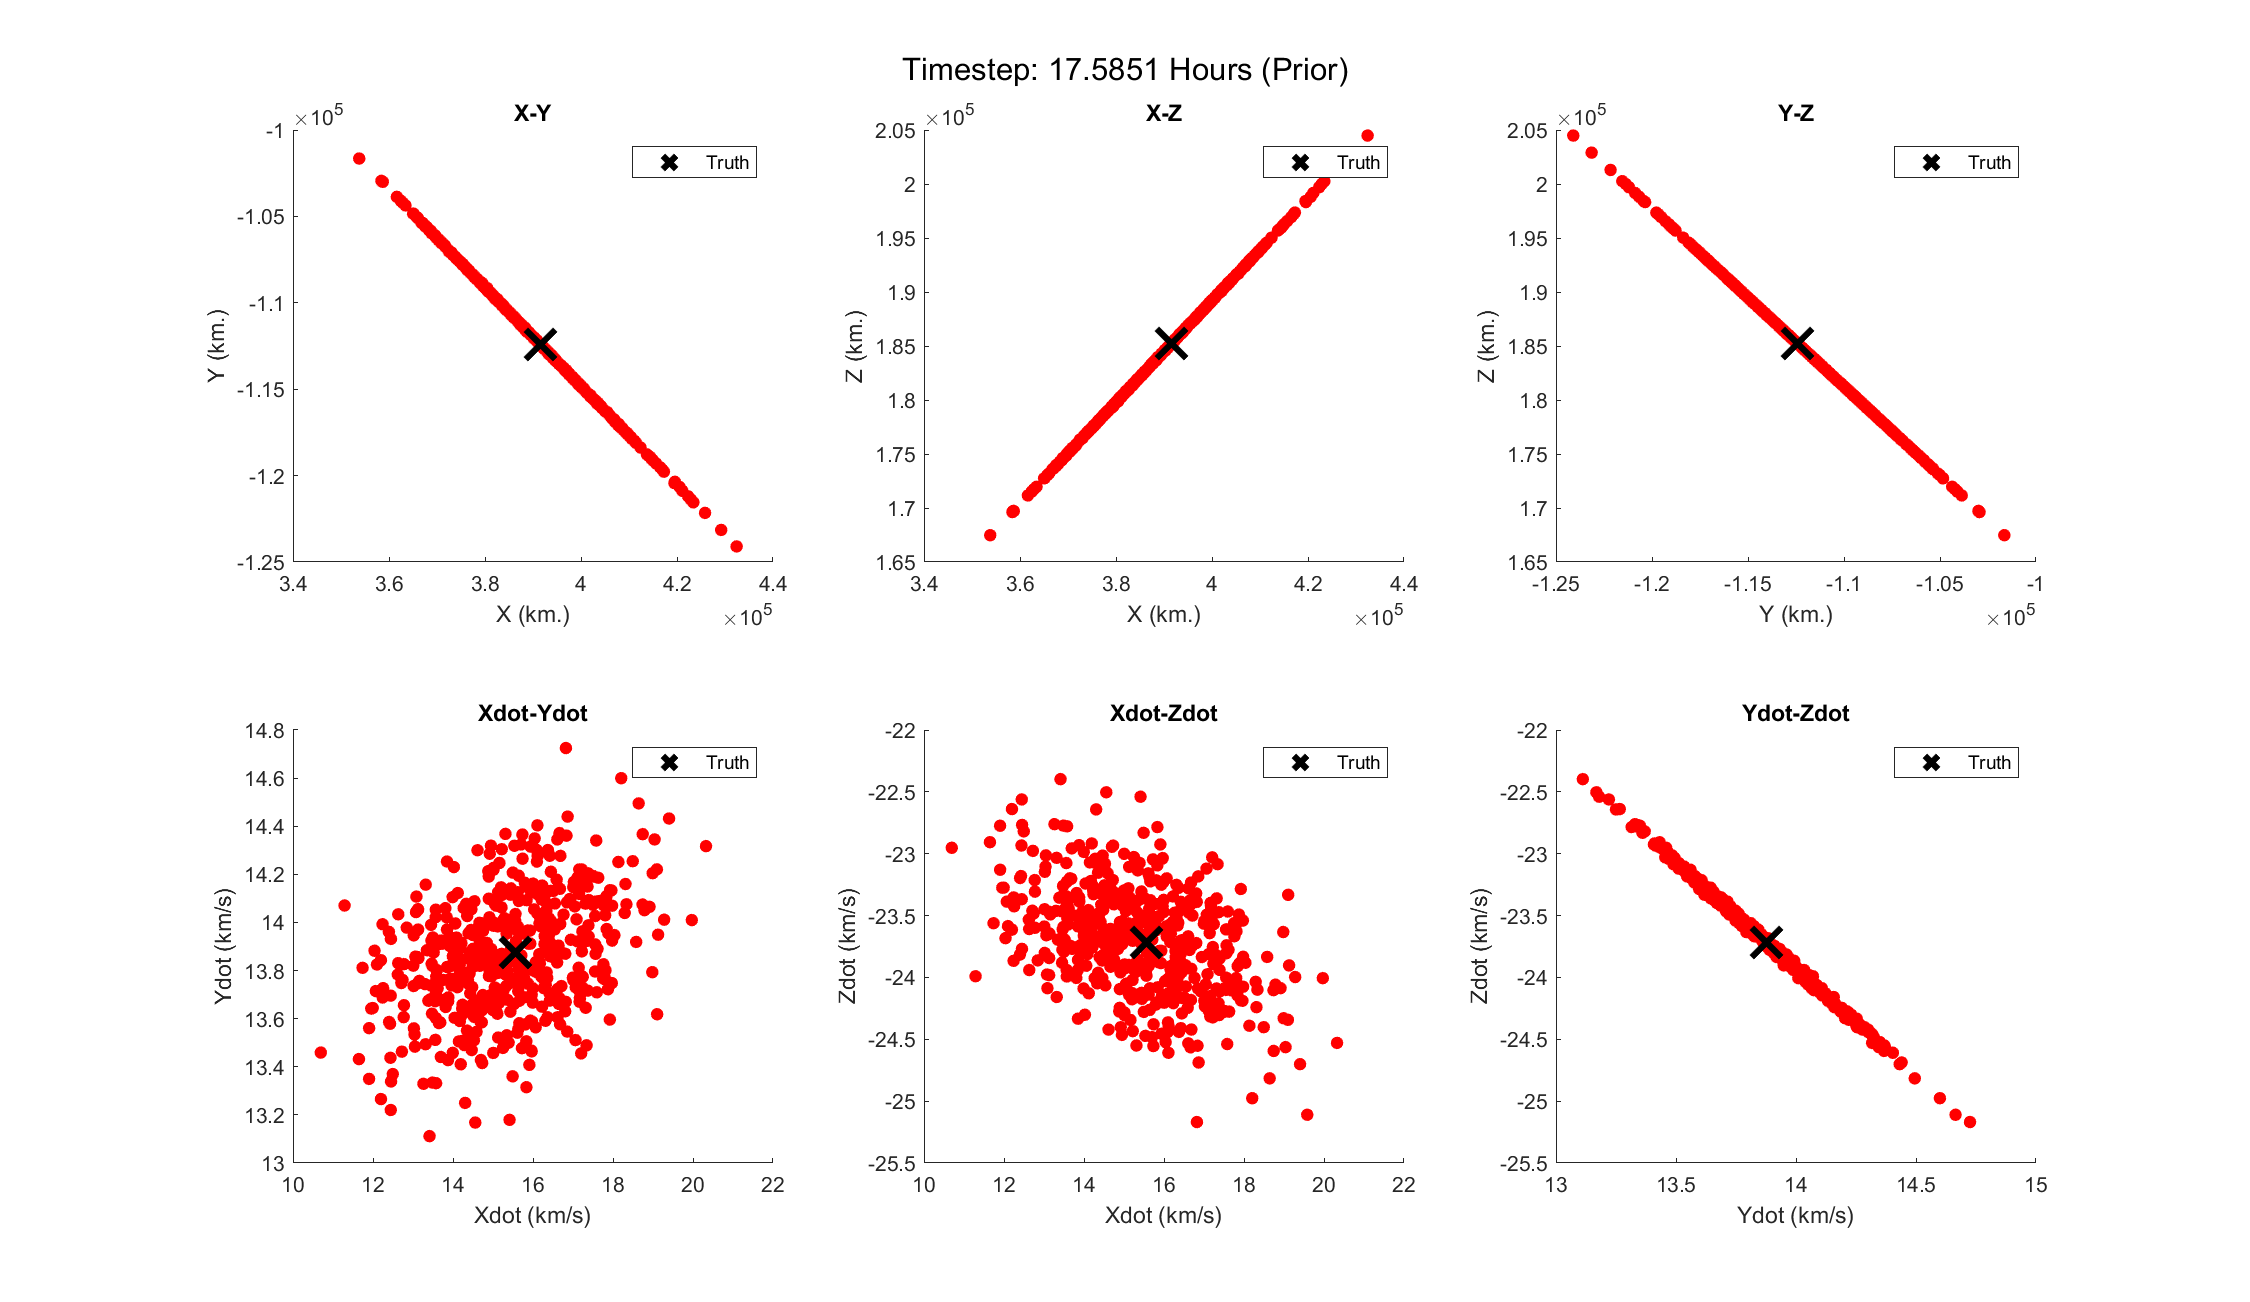 Timestep: 17.5851 Hours (Prior)
X-Y
×10^5
-1
-1.05
-1.1
-1.15
-1.2
-1.25
Y (km.)
Truth
3.4 3.6 3.8 4 4.2 4.4
X (km.)
×10^5
X-Z
×10^5
2.05
2
1.95
1.9
1.85
1.8
1.75
1.7
1.65
Z (km.)
Truth
3.4 3.6 3.8 4 4.2 4.4
X (km.)
×10^5
Y-Z
×10^5
2.05
2
1.95
1.9
1.85
1.8
1.75
1.7
1.65
Z (km.)
Truth
-1.25 -1.2 -1.15 -1.1 -1.05 -1
Y (km.)
×10^5
Xdot-Ydot
14.8
14.6
14.4
14.2
14
13.8
13.6
13.4
13.2
13
Ydot (km/s)
Truth
10 12 14 16 18 20 22
Xdot (km/s)
Xdot-Zdot
-22
-22.5
-23
-23.5
-24
-24.5
-25
-25.5
Zdot (km/s)
Truth
10 12 14 16 18 20 22
Xdot (km/s)
Ydot-Zdot
-22
-22.5
-23
-23.5
-24
-24.5
-25
-25.5
Zdot (km/s)
Truth
13 13.5 14 14.5 15
Ydot (km/s)